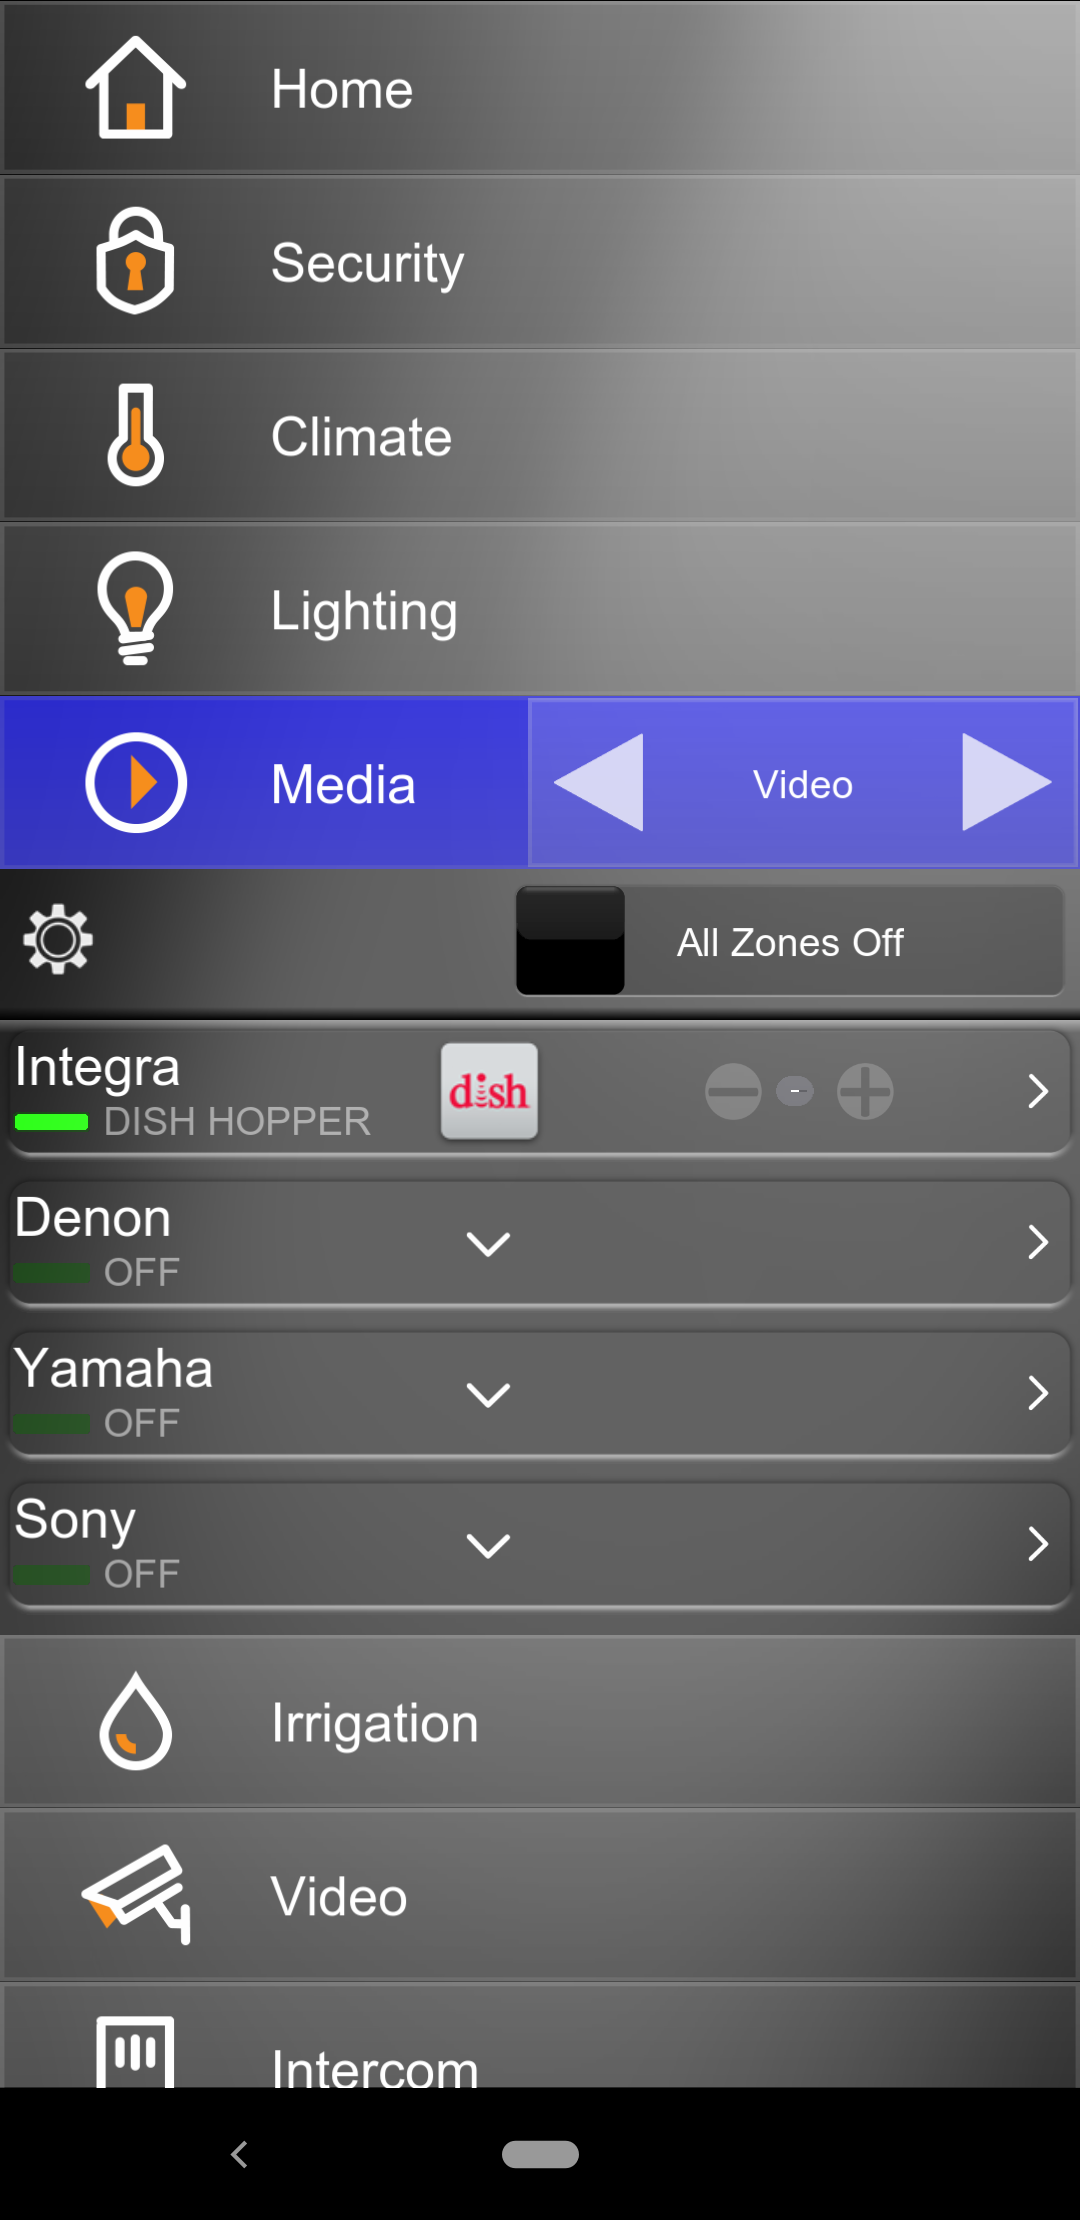 Home
Security
Climate
Lighting
Media
Video
All Zones Off
Integra
DISH HOPPER
dish
-
Denon
OFF
Yamaha
OFF
Sony
OFF
Irrigation
Video
Intercom